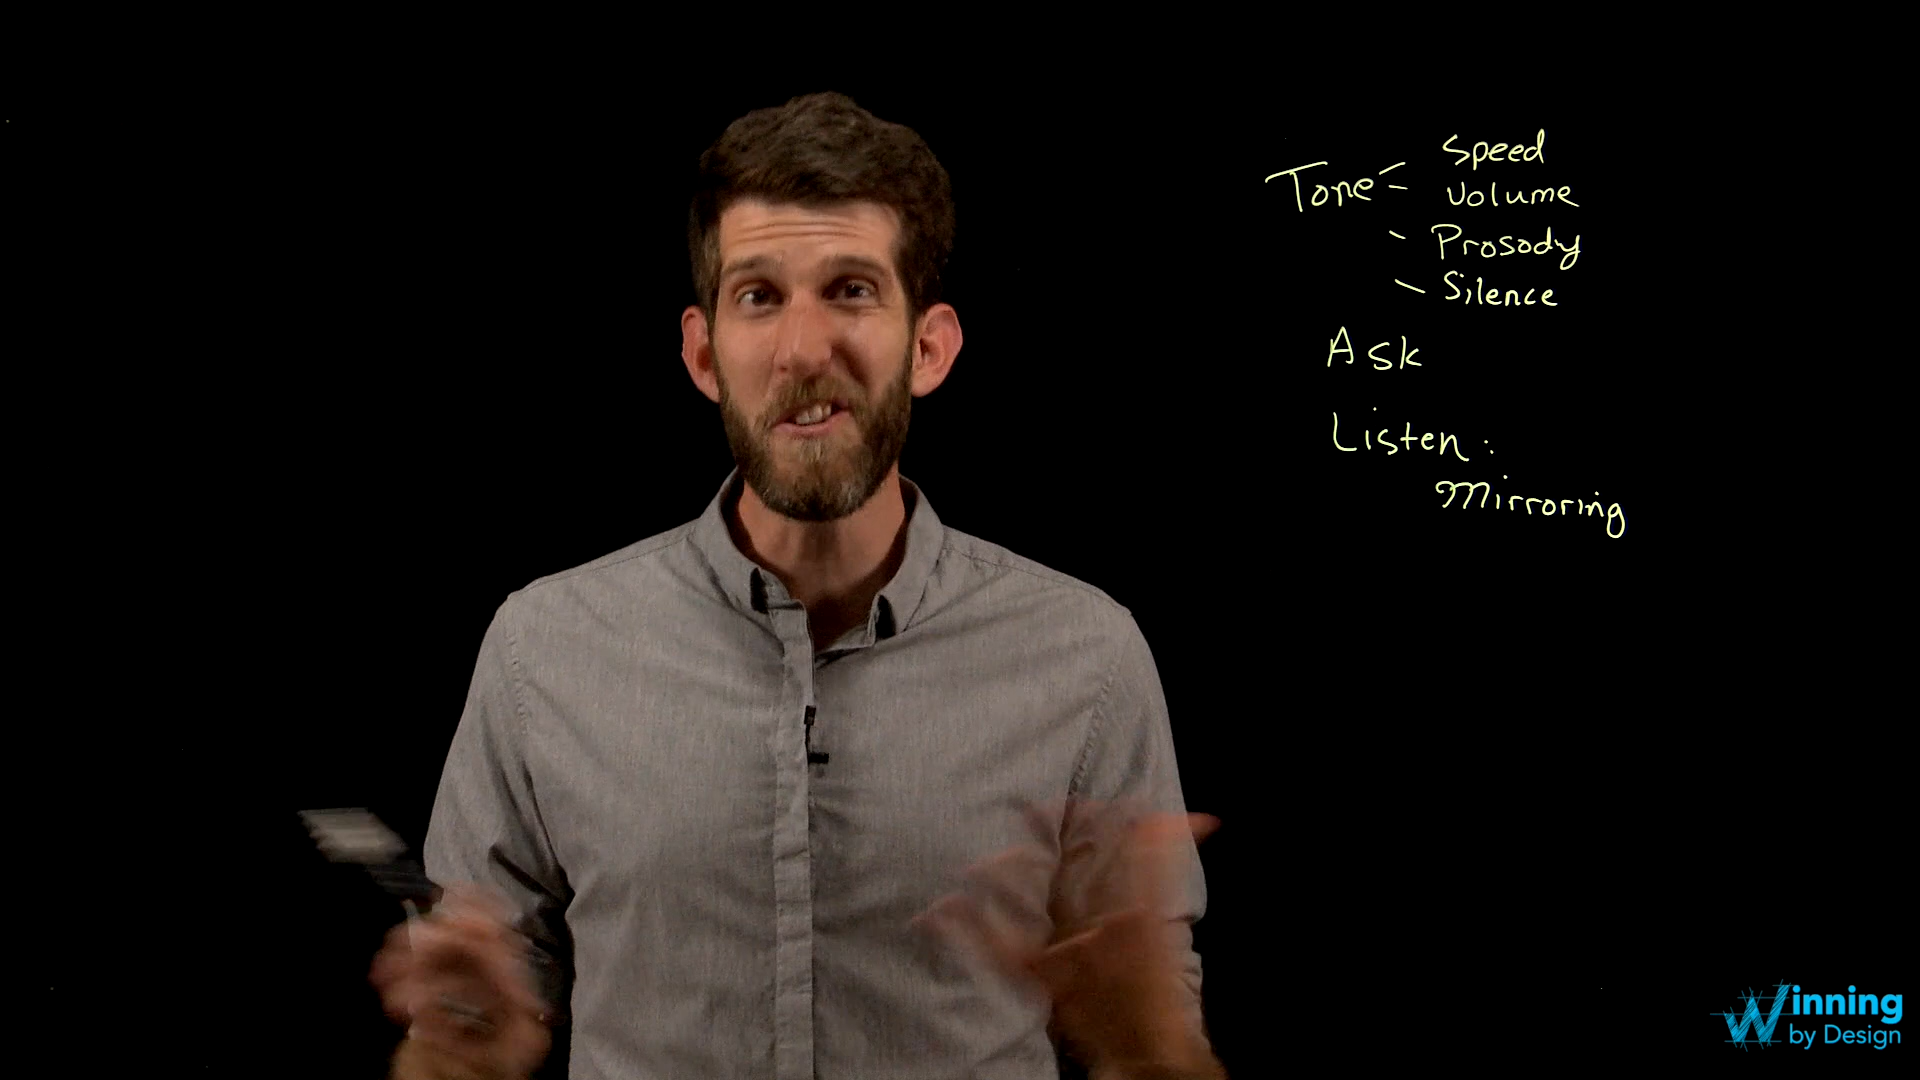 Tone - Speed
- Volume
- Prosody
- Silence
Ask
Listen:
Mirroring
Winning
by Design